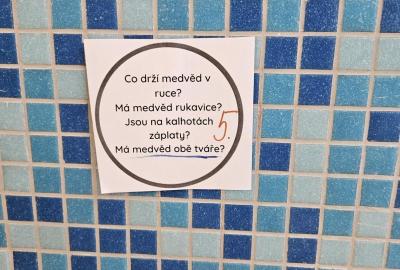 Co drží medvěd v
ruce?
Má medvěd rukavice?
Jsou na kalhotách
záplaty?
Má medvěd obě tváře?
5.